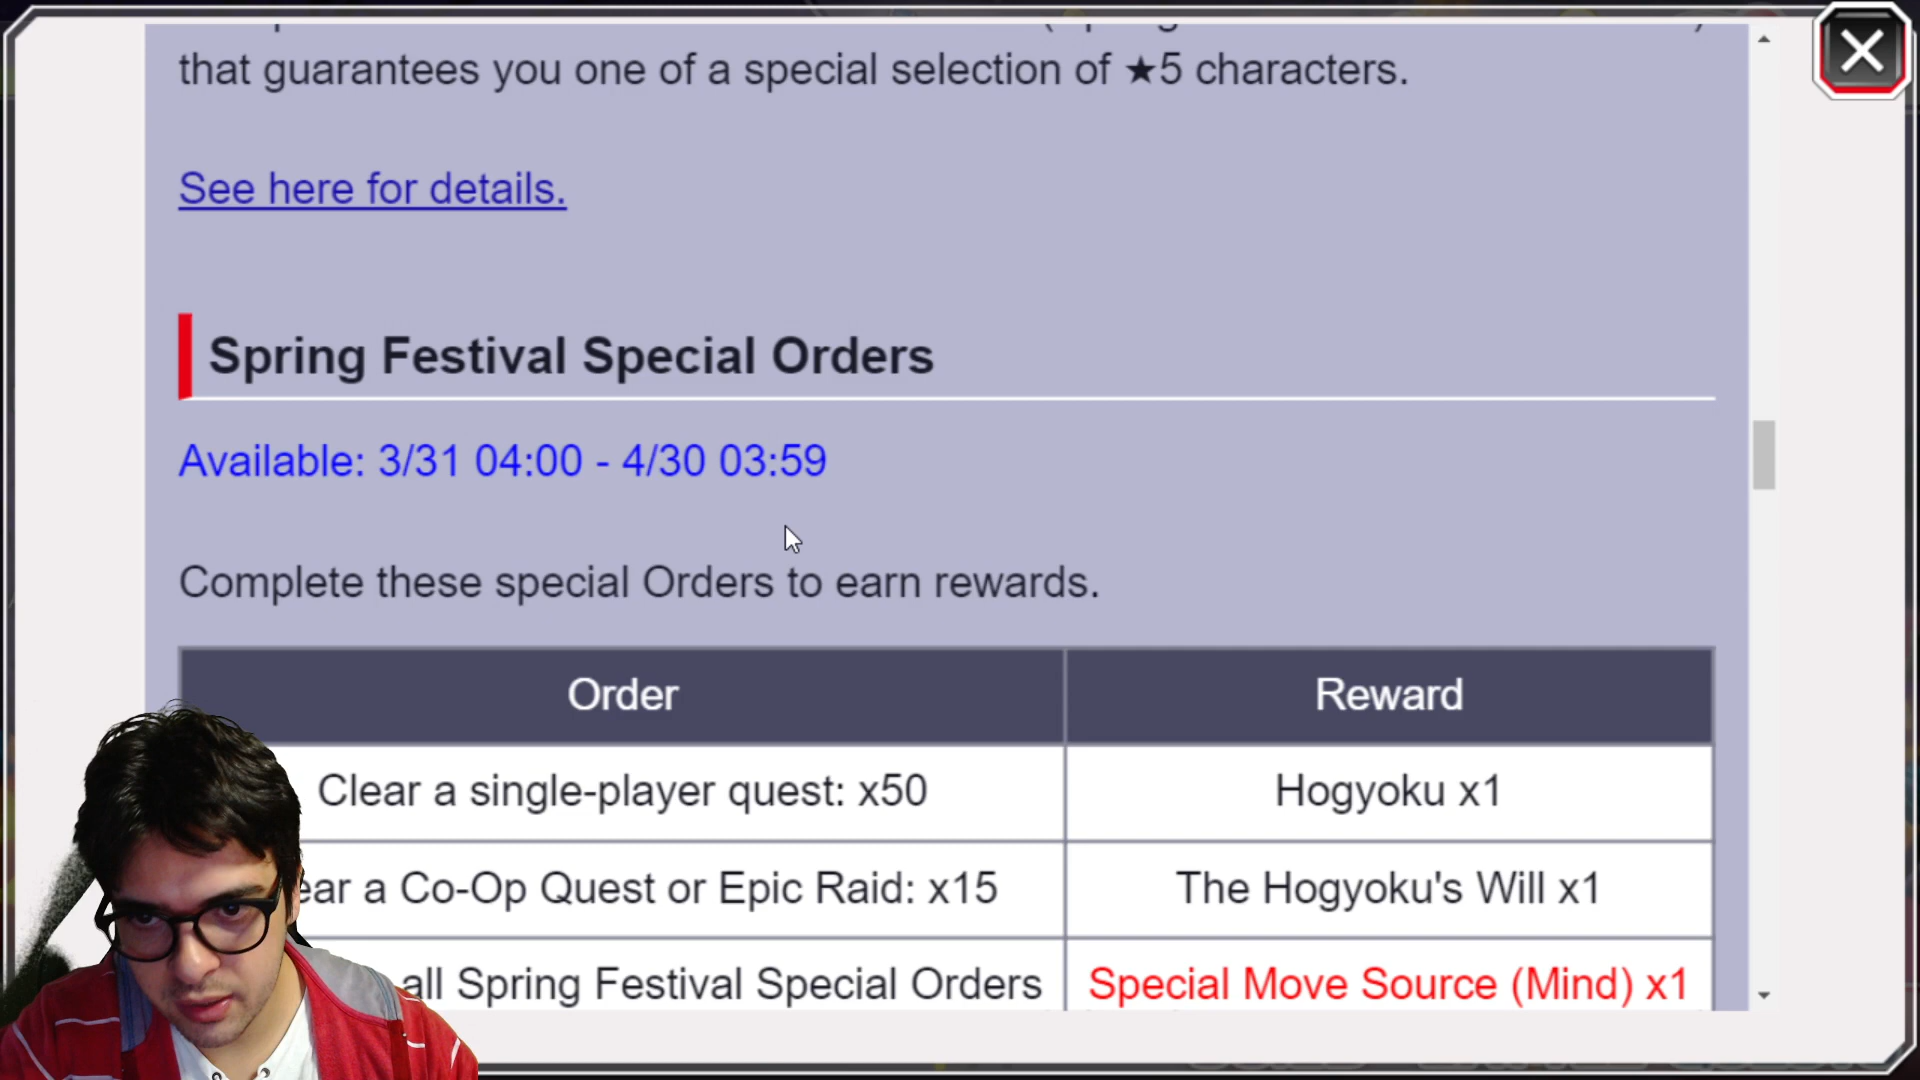 that guarantees you one of a special selection of ★5 characters.
See here for details.
Spring Festival Special Orders
Available: 3/31 04:00 - 4/30 03:59
Complete these special Orders to earn rewards.
Order Reward
Clear a single-player quest: x50 Hogyoku x1
ear a Co-Op Quest or Epic Raid: x15 The Hogyoku's Will x1
all Spring Festival Special Orders Special Move Source (Mind) x1